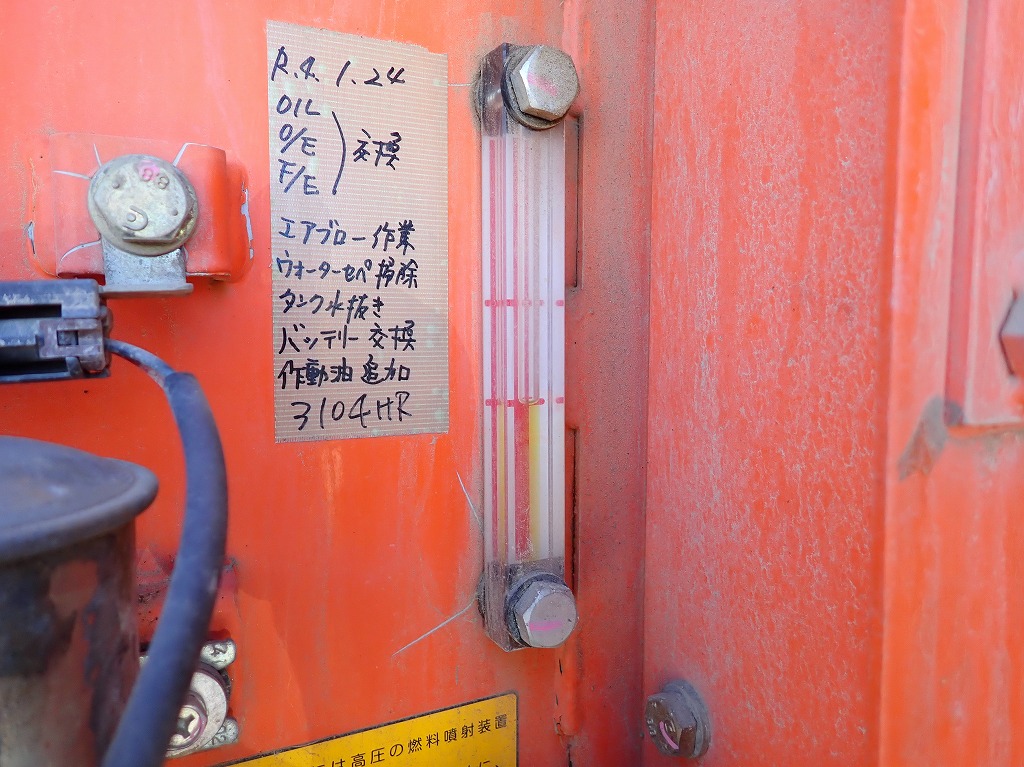 R.4. 1.24
OIL
O/E
F/E
交換
エアブロー作業
ウォーターセパ掃除
タンク水抜き
バッテリー交換
作動油追加
3104HR
は高圧の燃料噴射装置